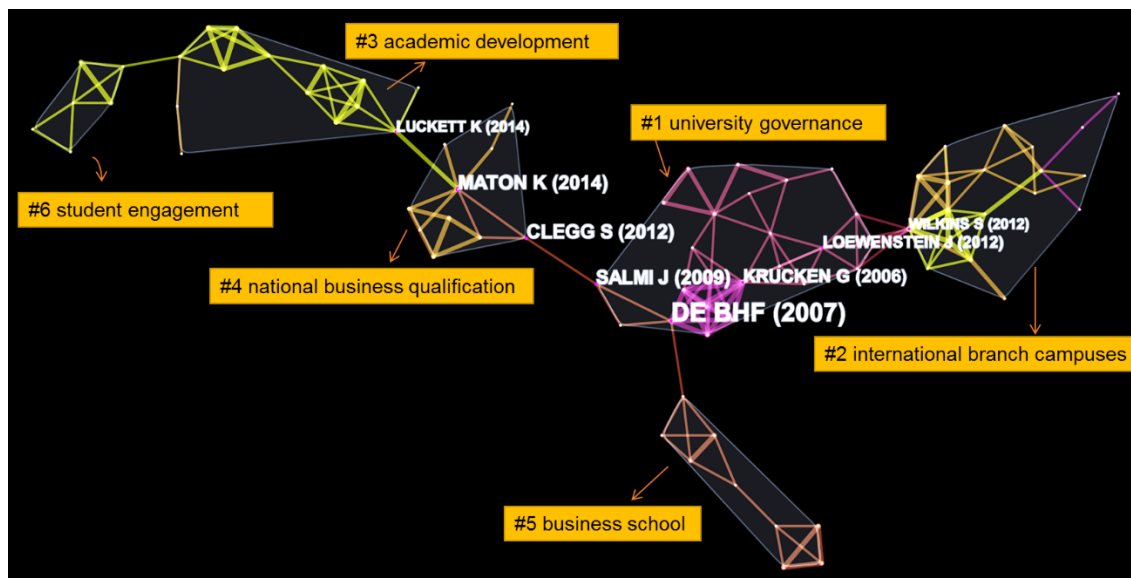 #3 academic development
LUCKETT K (2014)
#1 university governance
#6 student engagement
MATON K (2014)
WILKINS S (2012)
CLEGG S (2012)
LOEWENSTEIN J (2012)
#4 national business qualification
SALMI J (2009)
KRUCKEN G (2006)
DE BHF (2007)
#2 international branch campuses
#5 business school